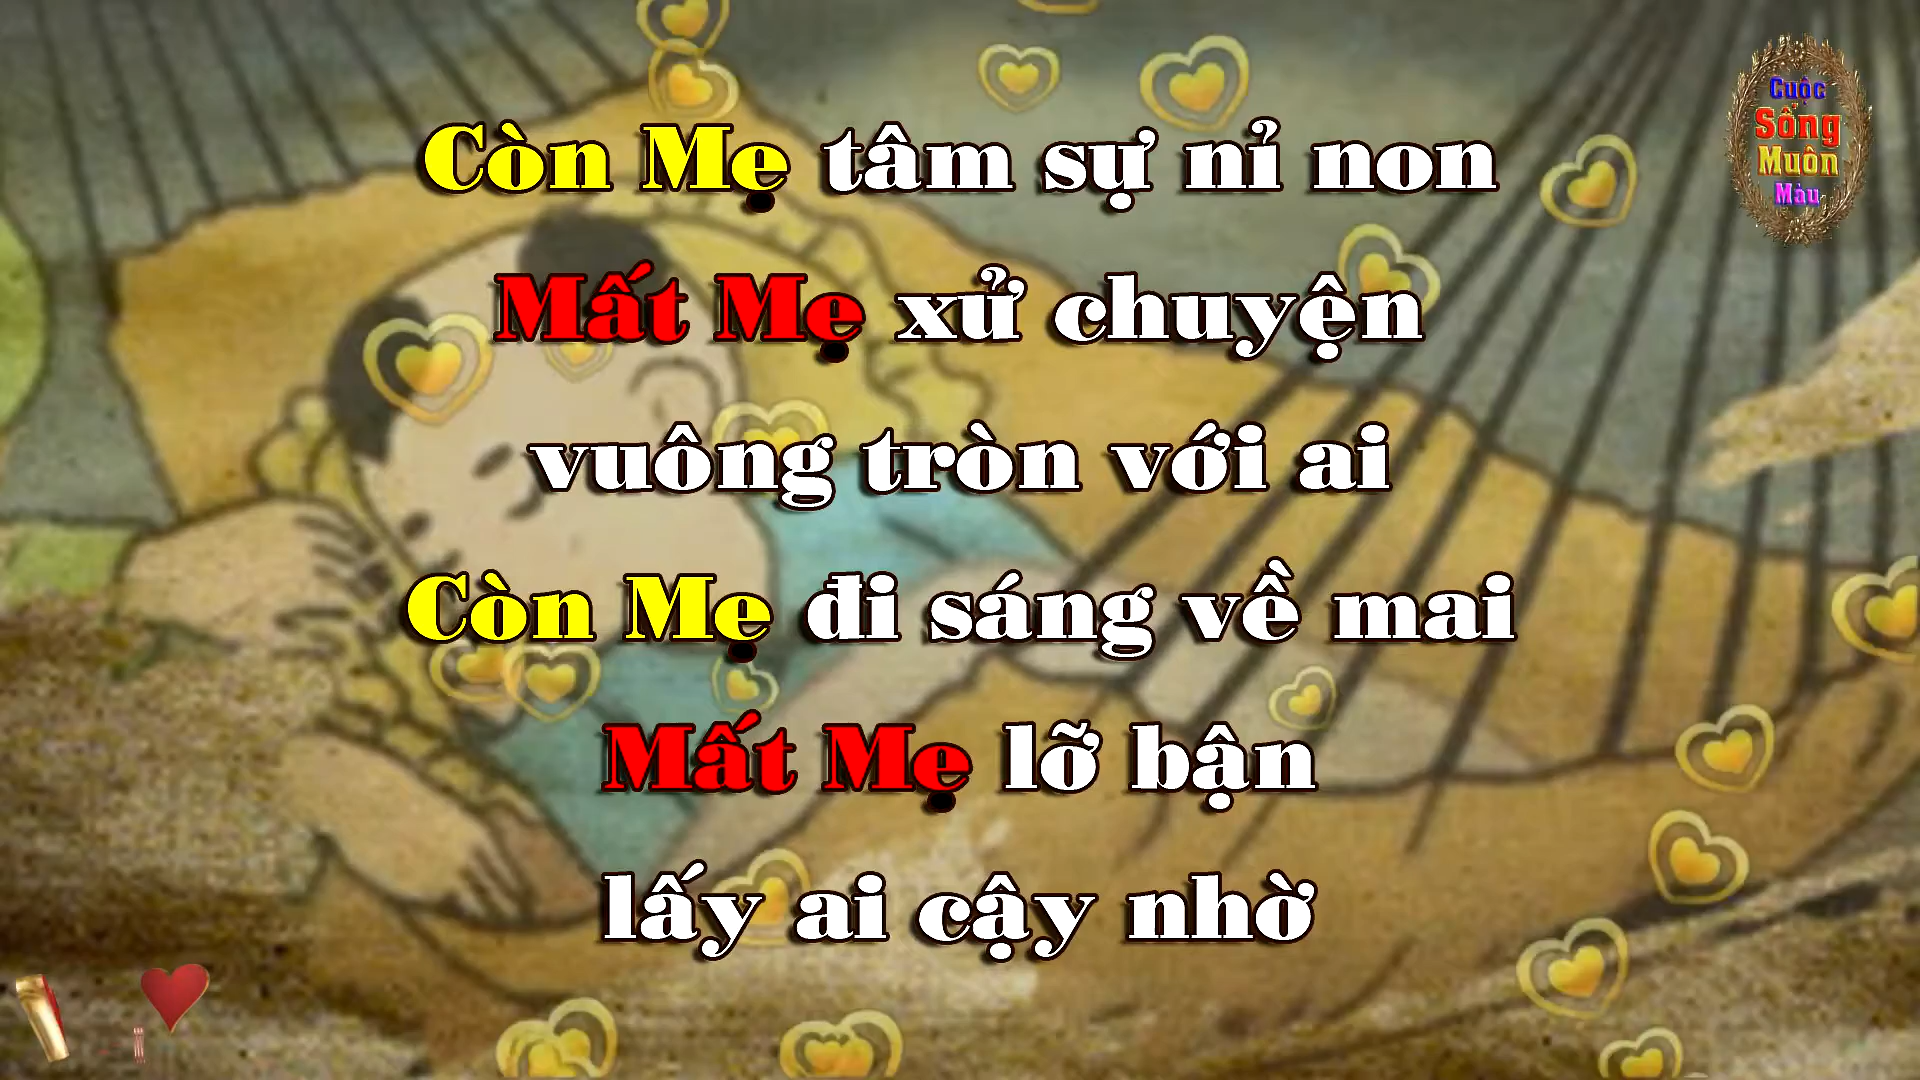 Còn Mẹ tâm sự nỉ non
Mất Mẹ xử chuyện
vuông tròn với ai
Còn Mẹ đi sáng về mai
Mất Mẹ lỡ bận
lấy ai cậy nhờ
Cuộc
Sống
Muôn
Màu